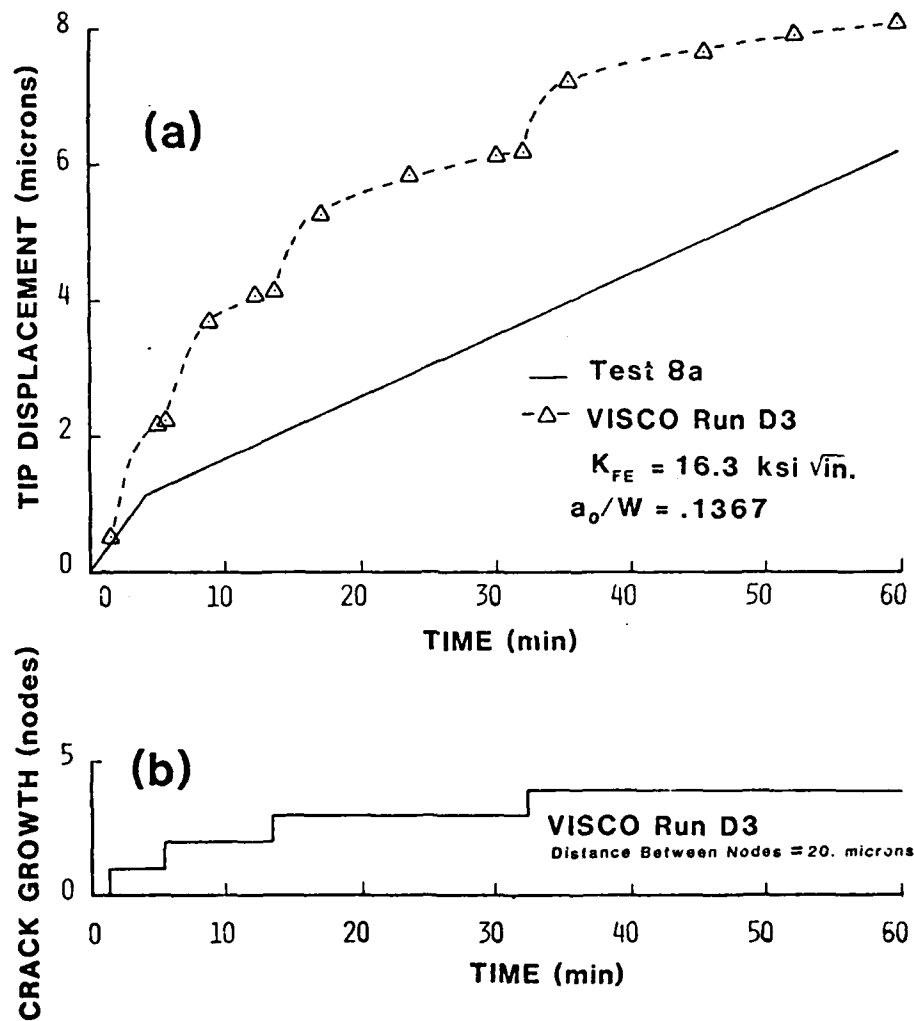 TIP DISPLACEMENT (microns)
8
6
4
2
0
(a)
— Test 8a
-△- VISCO Run D3
K_FE = 16.3 ksi √in.
a_o/W = .1367
0 10 20 30 40 50 60
TIME (min)
CRACK GROWTH (nodes)
5
0
(b)
VISCO Run D3
Distance Between Nodes = 20. microns
0 10 20 30 40 50 60
TIME (min)